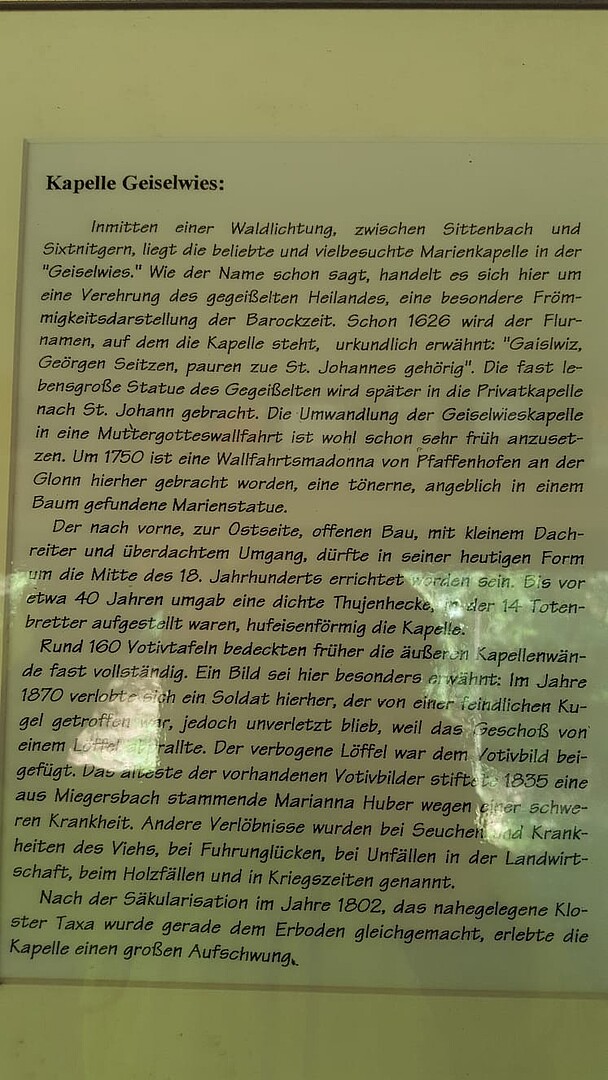 Kapelle Geiselwies:
Inmitten einer Waldlichtung, zwischen Sittenbach und
Sixtnitgern, liegt die beliebte und vielbesuchte Marienkapelle in der
"Geiselwies." Wie der Name schon sagt, handelt es sich hier um
eine Verehrung des gegeißelten Heilandes, eine besondere Fröm-
migkeitsdarstellung der Barockzeit. Schon 1626 wird der Flur-
namen, auf dem die Kapelle steht, urkundlich erwähnt: "Gaislwiz,
Geörgen Seitzen, pauren zue St. Johannes gehörig". Die fast le-
bensgroße Statue des Gegeißelten wird später in die Privatkapelle
nach St. Johann gebracht. Die Umwandlung der Geiselwieskapelle
in eine Muttergotteswallfahrt ist wohl schon sehr früh anzuset-
zen. Um 1750 ist eine Wallfahrtsmadonna von Pfaffenhofen an der
Glonn hierher gebracht worden, eine tönerne, angeblich in einem
Baum gefundene Marienstatue.
Der nach vorne, zur Ostseite, offenen Bau, mit kleinem Dach-
reiter und überdachtem Umgang, dürfte in seiner heutigen Form
um die Mitte des 18. Jahrhunderts errichtet worden sein. Bis vor
etwa 40 Jahren umgab eine dichte Thujenhecke, in der 14 Toten-
bretter aufgestellt waren, hufeisenförmig die Kapelle.
Rund 160 Votivtafeln bedeckten früher die äußeren Kapellenwän-
de fast vollständig. Ein Bild sei hier besonders erwähnt: Im Jahre
1870 verlobte sich ein Soldat hierher, der von einer feindlichen Ku-
gel getroffen war, jedoch unverletzt blieb, weil das Geschoß von
einem Löffel abprallte. Der verbogene Löffel war dem Votivbild bei-
gefügt. Das älteste der vorhandenen Votivbilder stiftete 1835 eine
aus Miegersbach stammende Marianna Huber wegen einer schwe-
ren Krankheit. Andere Verlöbnisse wurden bei Seuchen und Krank-
heiten des Viehs, bei Fuhrunglücken, bei Unfällen in der Landwirt-
schaft, beim Holzfällen und in Kriegszeiten genannt.
Nach der Säkularisation im Jahre 1802, das nahegelegene Klo-
ster Taxa wurde gerade dem Erboden gleichgemacht, erlebte die
Kapelle einen großen Aufschwung.